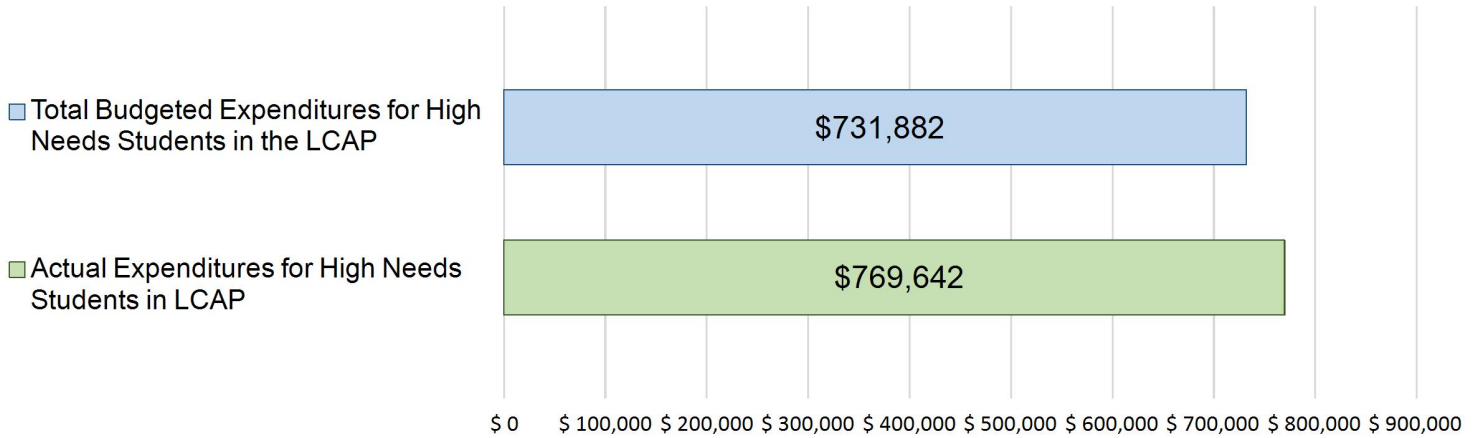 Total Budgeted Expenditures for High
Needs Students in the LCAP
$731,882
Actual Expenditures for High Needs
Students in LCAP
$769,642
$ 0 $ 100,000 $ 200,000 $ 300,000 $ 400,000 $ 500,000 $ 600,000 $ 700,000 $ 800,000 $ 900,000